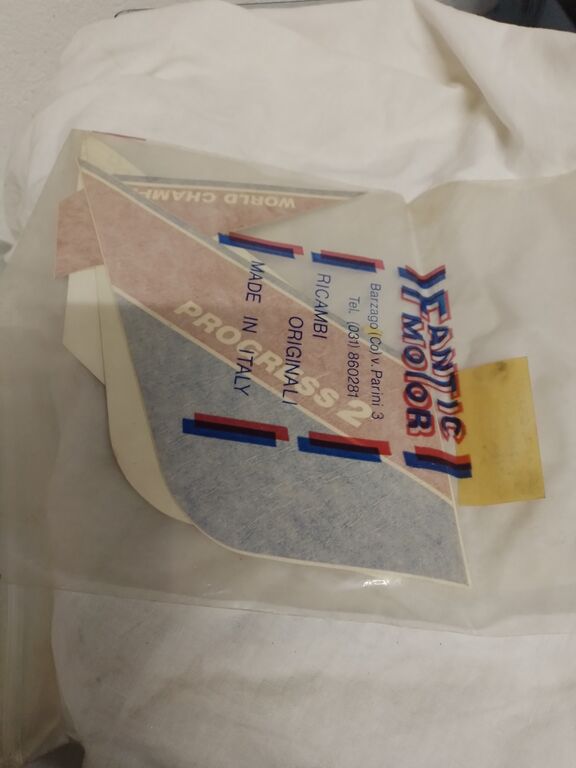 FANTIC
MOTOR
Barzago (Co) v. Parini 3
Tel. (031) 860281
RICAMBI
ORIGINALI
MADE IN ITALY
PROGRESS 2
WORLD CHAMP